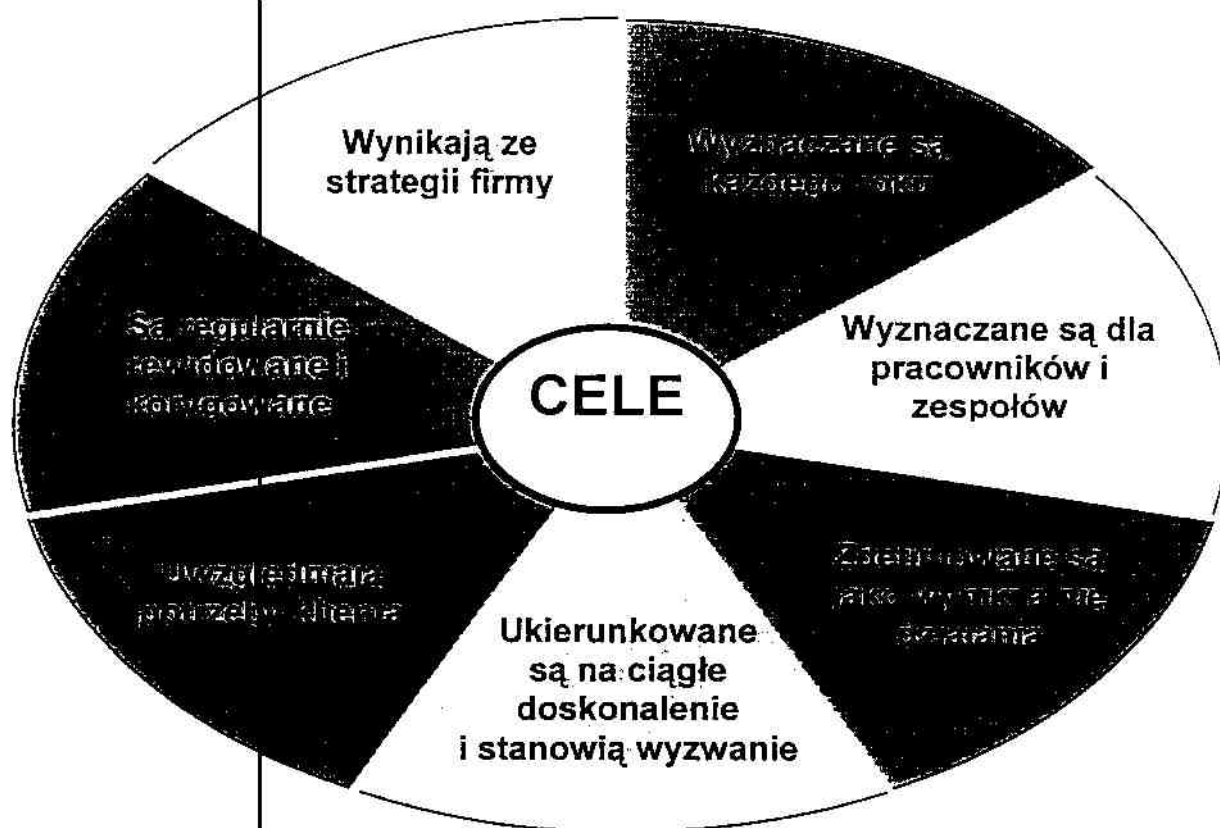 Wynikają ze
strategii firmy
Wyznaczane są
każdego roku
Wyznaczane są dla
pracowników i
zespołów
Zdefiniowane są
jako wyniki a nie
działania
Ukierunkowane
są na ciągłe
doskonalenie
i stanowią wyzwanie
Uwzględniają
potrzeby klienta
Są regularnie
rewidowane i
korygowane
CELE